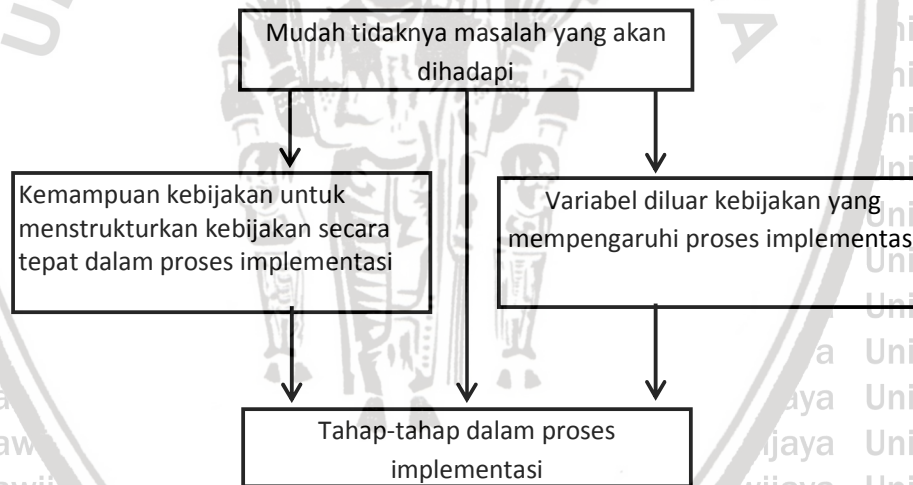 Mudah tidaknya masalah yang akan
dihadapi
Kemampuan kebijakan untuk
menstrukturkan kebijakan secara
tepat dalam proses implementasi
Variabel diluar kebijakan yang
mempengaruhi proses implementas
Tahap-tahap dalam proses
implementasi